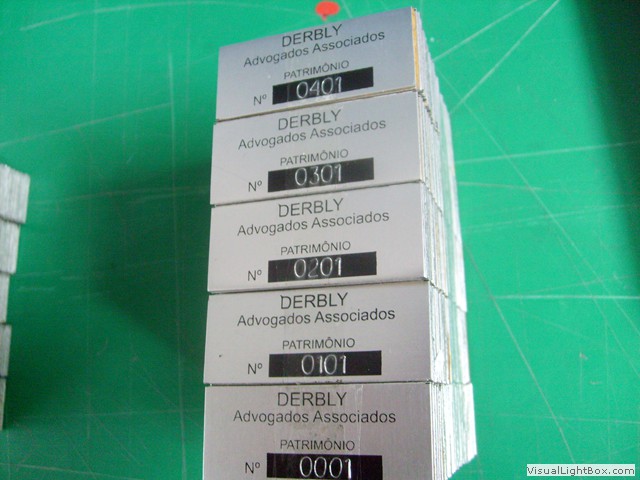 DERBLY
Advogados Associados
PATRIMÔNIO
Nº 0401
DERBLY
Advogados Associados
PATRIMÔNIO
Nº 0301
DERBLY
Advogados Associados
PATRIMÔNIO
Nº 0201
DERBLY
Advogados Associados
PATRIMÔNIO
Nº 0101
DERBLY
Advogados Associados
PATRIMÔNIO
Nº 0001
VisualLightBox.com